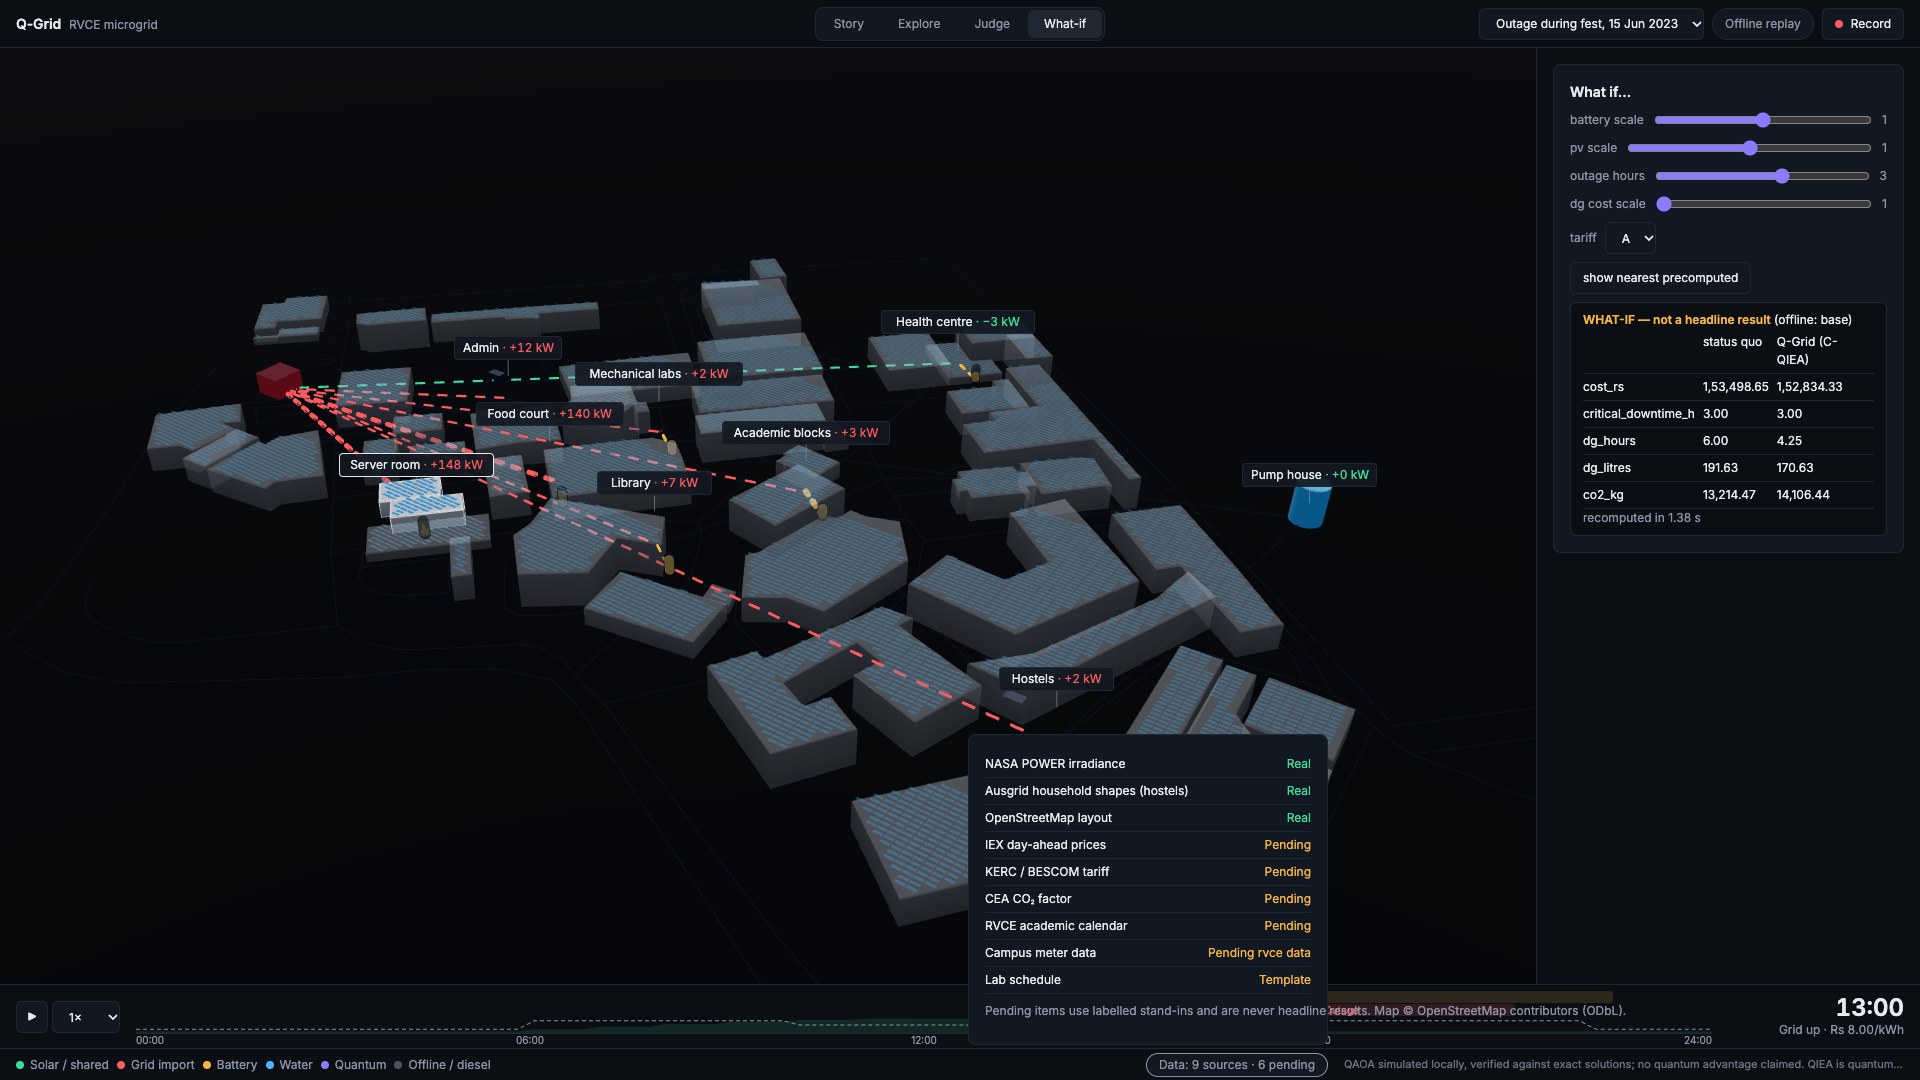 Q-Grid RVCE microgrid
Story Explore Judge What-if
Outage during fest, 15 Jun 2023 Offline replay Record
What if...
battery scale 1
pv scale 1
outage hours 3
dg cost scale 1
tariff A
show nearest precomputed
WHAT-IF — not a headline result (offline: base)
status quo Q-Grid (C-
QIEA)
cost_rs 1,53,498.65 1,52,834.33
critical_downtime_h 3.00 3.00
dg_hours 6.00 4.25
dg_litres 191.63 170.63
co2_kg 13,214.47 14,106.44
recomputed in 1.38 s
Health centre · −3 kW
Admin · +12 kW
Mechanical labs · +2 kW
Food court · +140 kW
Academic blocks · +3 kW
Server room · +148 kW
Library · +7 kW
Pump house · +0 kW
Hostels · +2 kW
NASA POWER irradiance Real
Ausgrid household shapes (hostels) Real
OpenStreetMap layout Real
IEX day-ahead prices Pending
KERC / BESCOM tariff Pending
CEA CO₂ factor Pending
RVCE academic calendar Pending
Campus meter data Pending rvce data
Lab schedule Template
Pending items use labelled stand-ins and are never headline results. Map © OpenStreetMap contributors (ODbL).
1×
00:00 06:00 12:00 24:00
13:00
Grid up · Rs 8.00/kWh
Solar / shared Grid import Battery Water Quantum Offline / diesel
Data: 9 sources · 6 pending
QAOA simulated locally, verified against exact solutions; no quantum advantage claimed. QIEA is quantum...